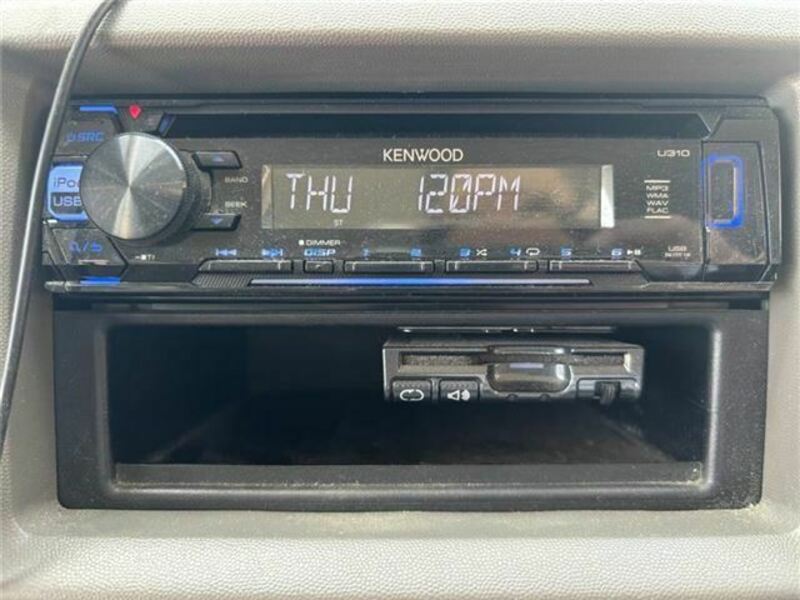 KENWOOD
U310
SRC
iPod
USB
BAND
SEEK
THU 120PM
ST
MP3
WMA
WAV
FLAC
USB
DIMMER
DISP 1 2 3 4 5 6